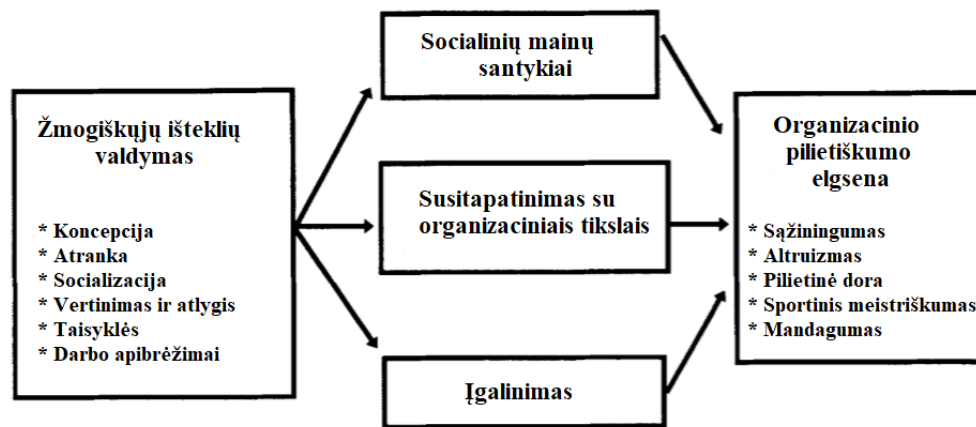 Žmogiškųjų išteklių
valdymas
* Koncepcija
* Atranka
* Socializacija
* Vertinimas ir atlygis
* Taisyklės
* Darbo apibrėžimai
Socialinių mainų
santykiai
Susitapatinimas su
organizaciniais tikslais
Įgalinimas
Organizacinio
pilietiškumo
elgsena
* Sąžiningumas
* Altruizmas
* Pilietinė dora
* Sportinis meistriškumas
* Mandagumas